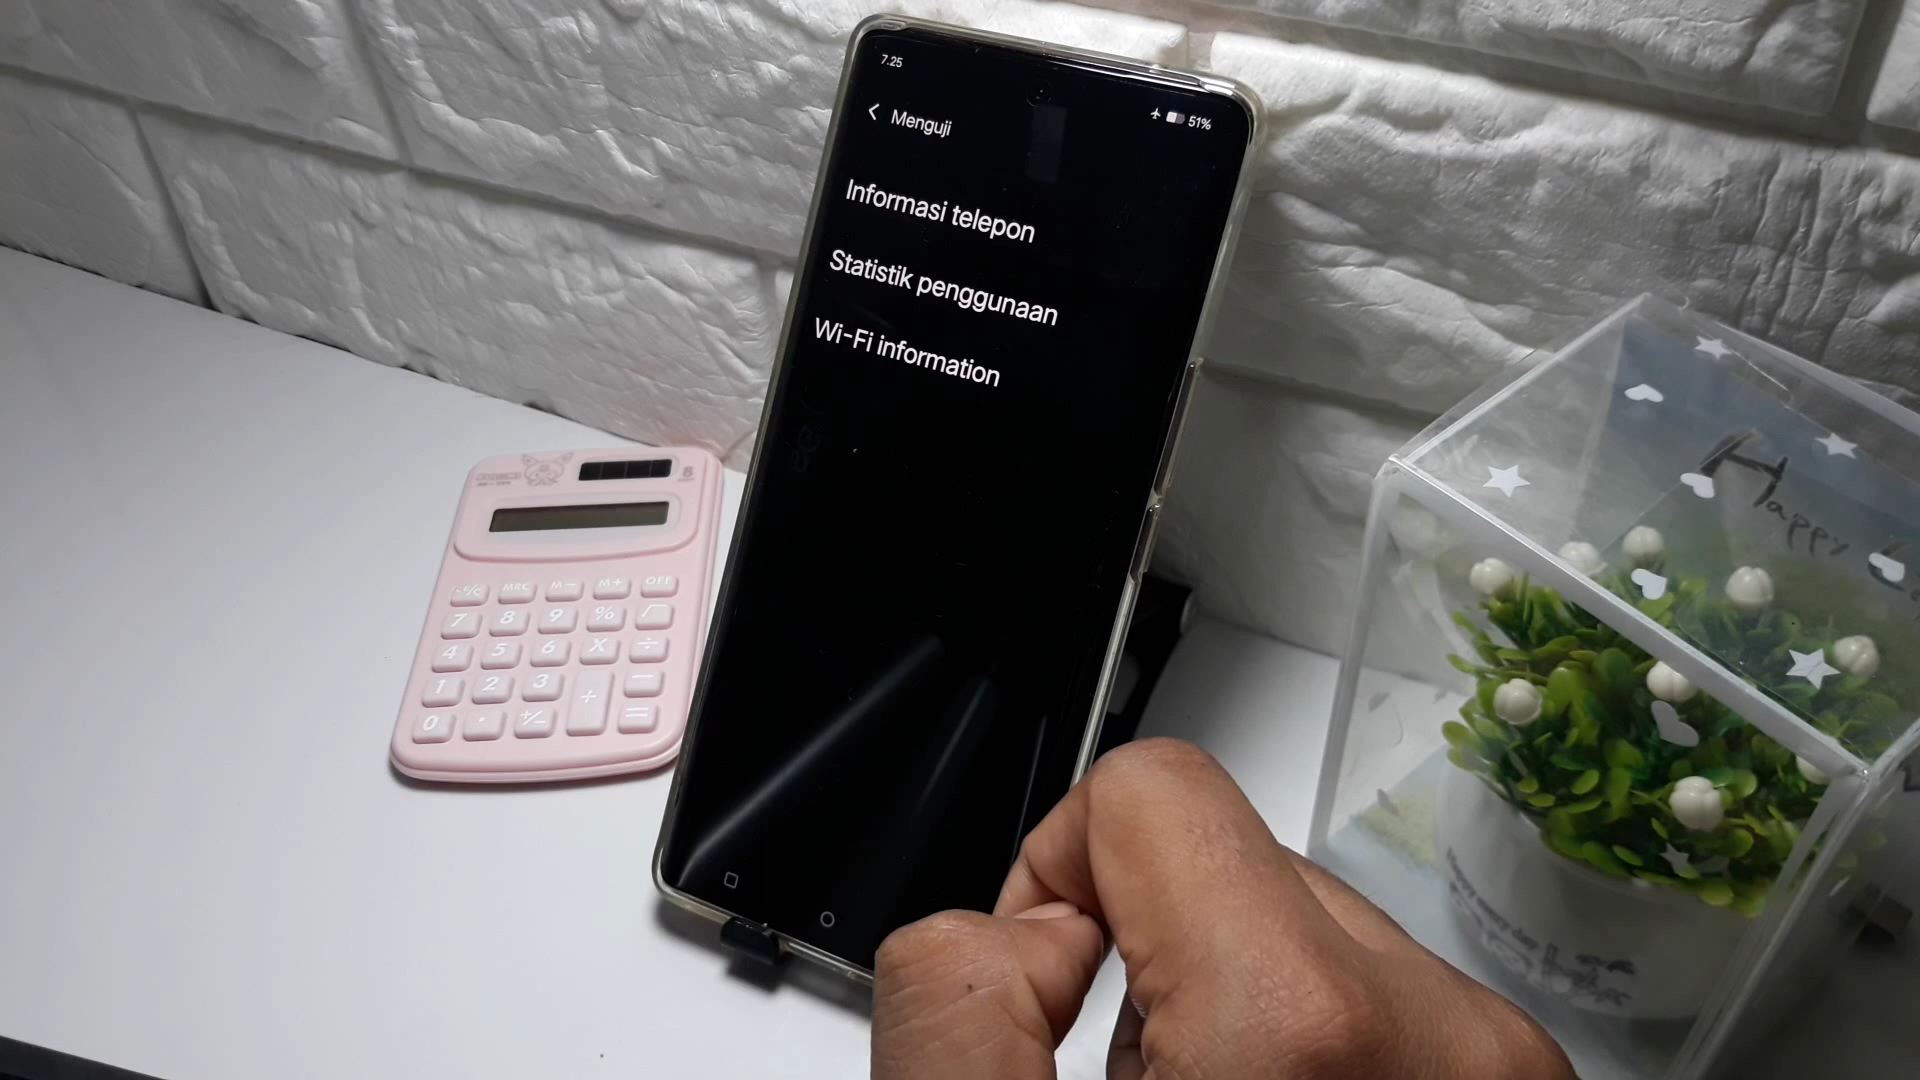 7.25
51%
Menguji
Informasi telepon
Statistik penggunaan
Wi-Fi information
MRC M− M+ OFF
7 8 9 % √
4 5 6 X ÷
1 2 3 + −
0 . +/− =
Happy